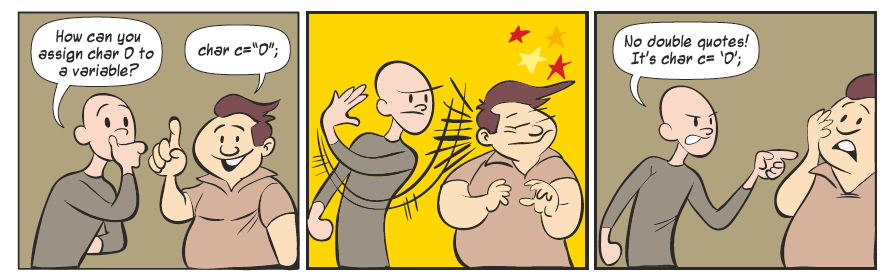 How can you
assign char D to
a variable?
char c="D";
No double quotes!
It's char c= 'D';